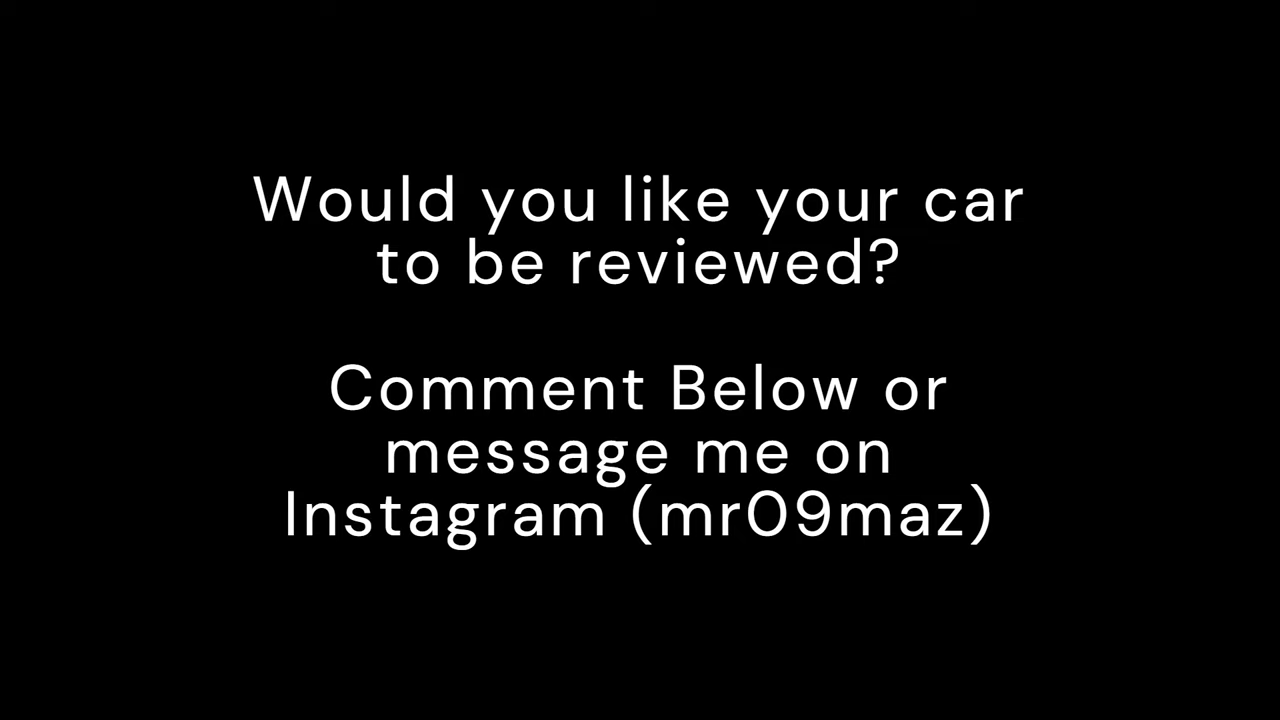 Would you like your car
to be reviewed?
Comment Below or
message me on
Instagram (mr09maz)